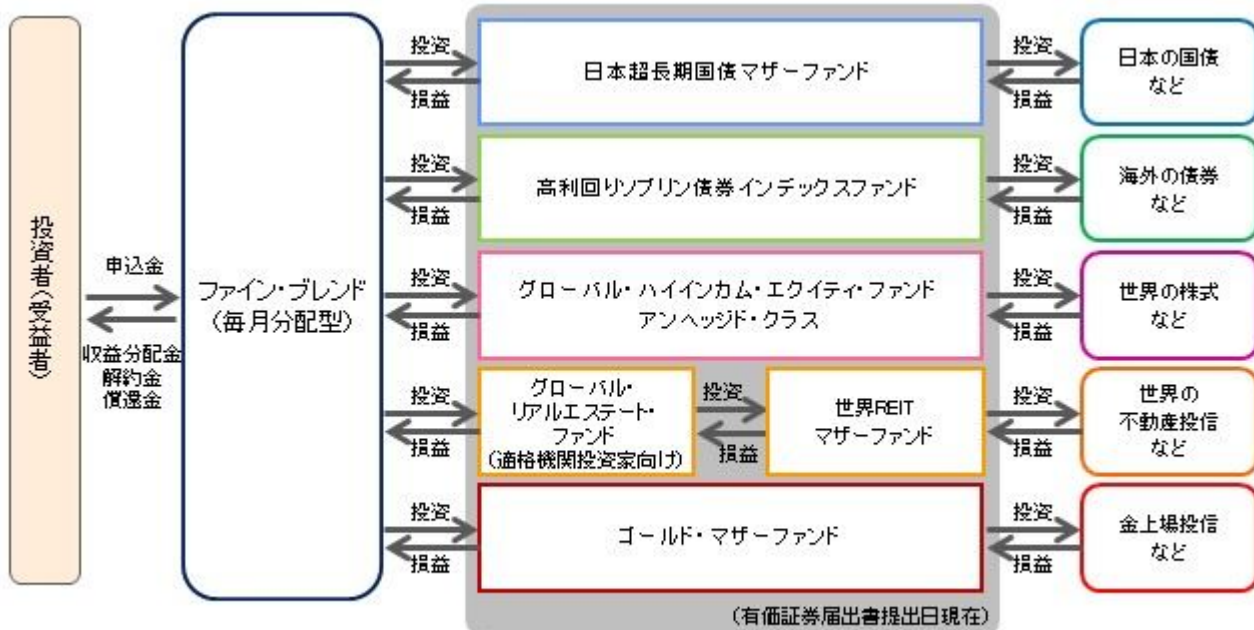 投資者(受益者)
申込金
収益分配金
解約金
償還金
ファイン・ブレンド
(毎月分配型)
投資
損益
日本超長期国債マザーファンド
投資
損益
日本の国債
など
投資
損益
高利回りソブリン債券インデックスファンド
投資
損益
海外の債券
など
投資
損益
グローバル・ハイインカム・エクイティ・ファンド
アンヘッジド・クラス
投資
損益
世界の株式
など
投資
損益
グローバル・
リアルエステート・
ファンド
(適格機関投資家向け)
投資
損益
世界REIT
マザーファンド
投資
損益
世界の
不動産投信
など
投資
損益
ゴールド・マザーファンド
投資
損益
金上場投信
など
(有価証券届出書提出日現在)